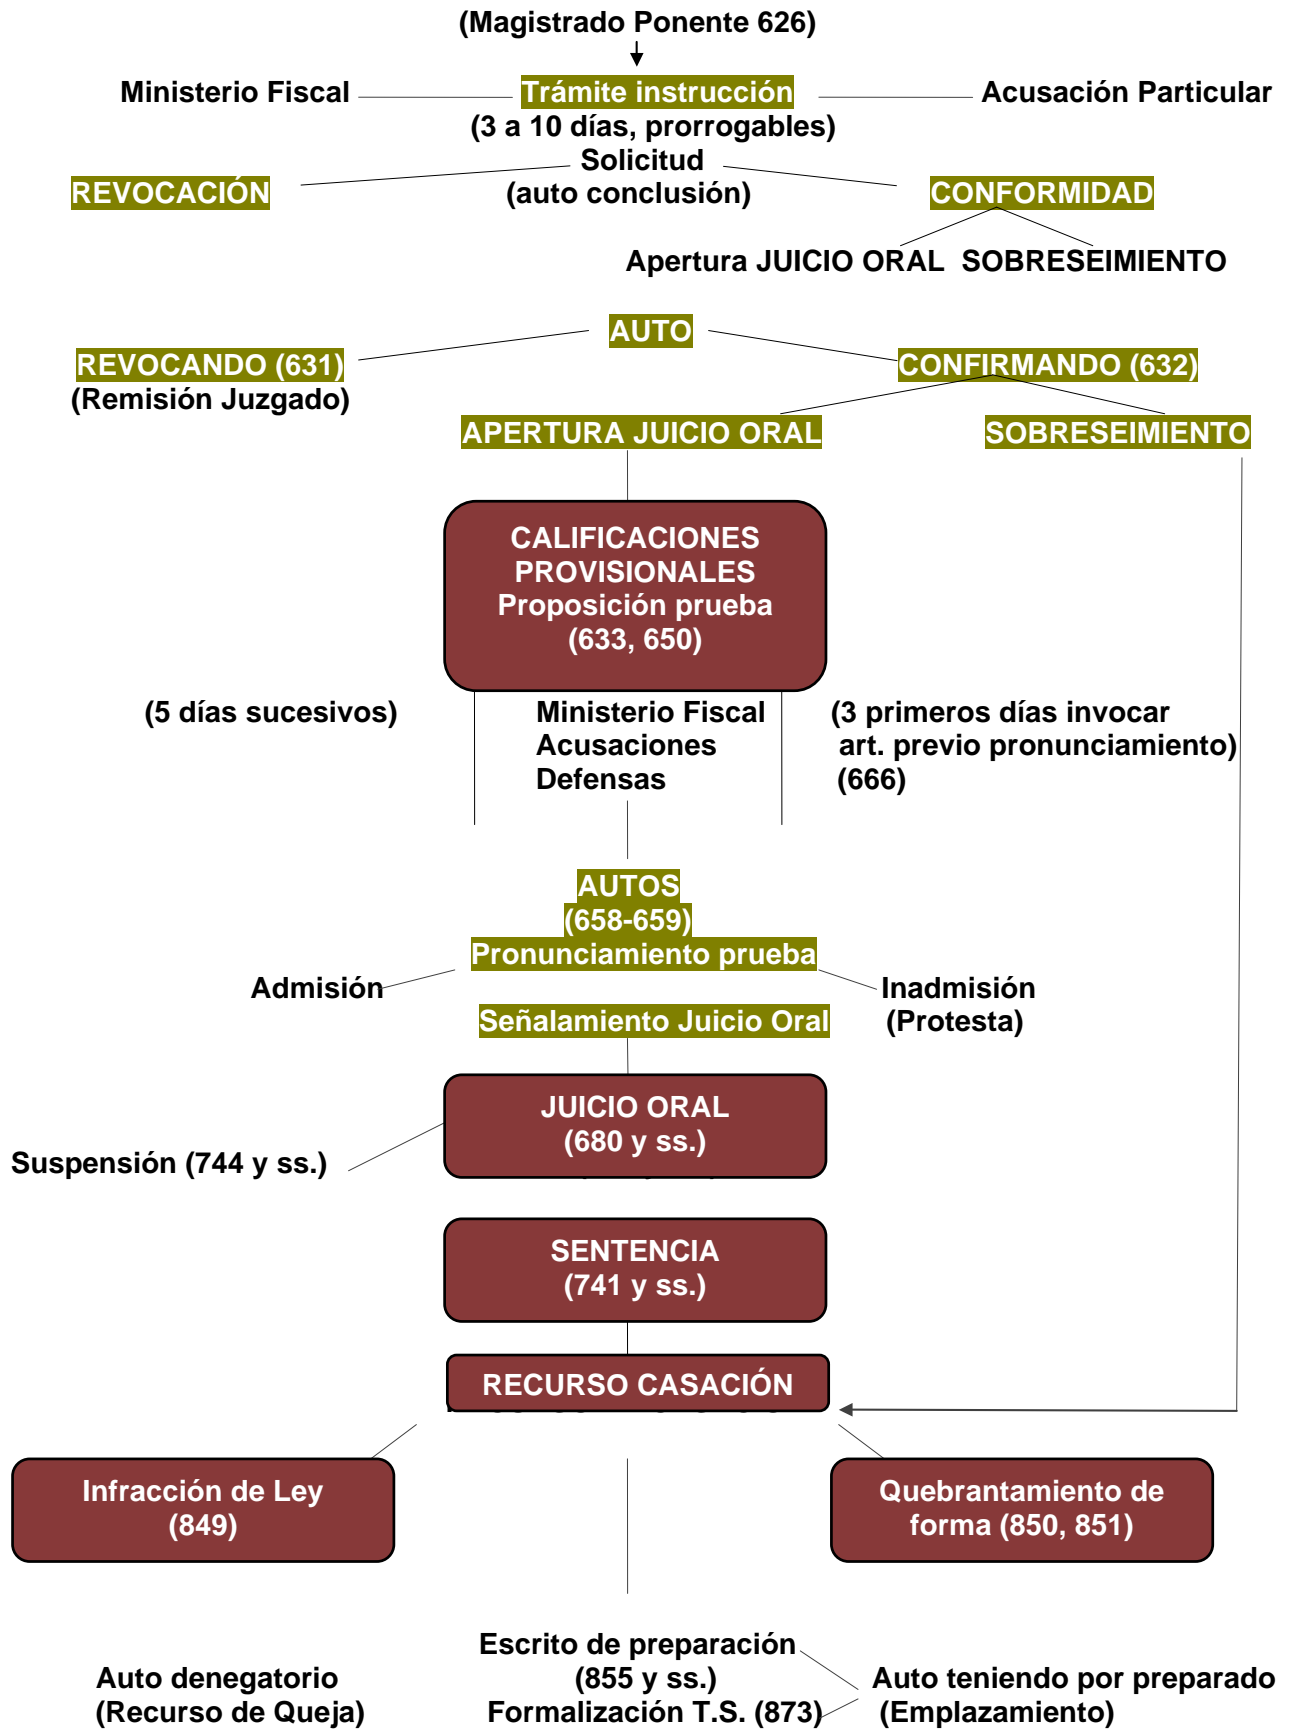 (Magistrado Ponente 626)
Ministerio Fiscal
Trámite instrucción
Acusación Particular
(3 a 10 días, prorrogables)
Solicitud
REVOCACIÓN
(auto conclusión)
CONFORMIDAD
Apertura JUICIO ORAL SOBRESEIMIENTO
AUTO
REVOCANDO (631)
CONFIRMANDO (632)
(Remisión Juzgado)
APERTURA JUICIO ORAL
SOBRESEIMIENTO
CALIFICACIONES
PROVISIONALES
Proposición prueba
(633, 650)
(5 días sucesivos)
Ministerio Fiscal
Acusaciones
Defensas
(3 primeros días invocar
art. previo pronunciamiento)
(666)
AUTOS
(658-659)
Pronunciamiento prueba
Admisión
Inadmisión
(Protesta)
Señalamiento Juicio Oral
JUICIO ORAL
(680 y ss.)
Suspensión (744 y ss.)
SENTENCIA
(741 y ss.)
RECURSO CASACIÓN
Infracción de Ley
(849)
Quebrantamiento de
forma (850, 851)
Escrito de preparación
(855 y ss.)
Formalización T.S. (873)
Auto denegatorio
(Recurso de Queja)
Auto teniendo por preparado
(Emplazamiento)